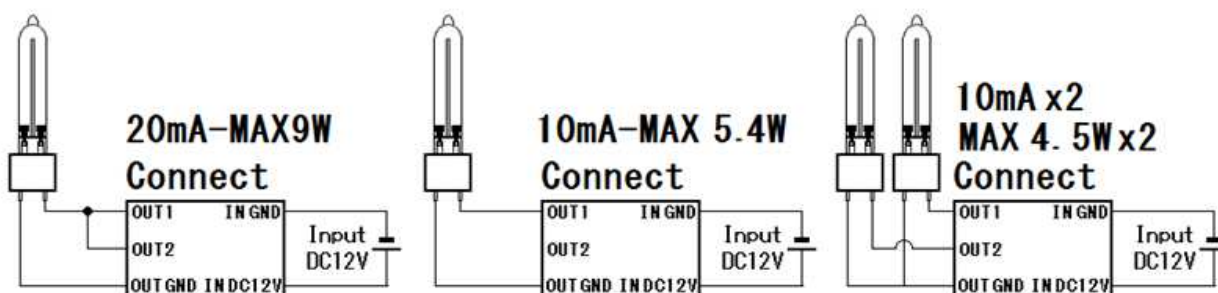 20mA-MAX9W
Connect
OUT1 IN GND
OUT2
OUT GND IN DC12V
Input
DC12V
10mA-MAX 5.4W
Connect
OUT1 IN GND
OUT2
OUT GND IN DC12V
Input
DC12V
10mA x2
MAX 4.5W x2
Connect
OUT1 IN GND
OUT2
OUT GND IN DC12V
Input
DC12V